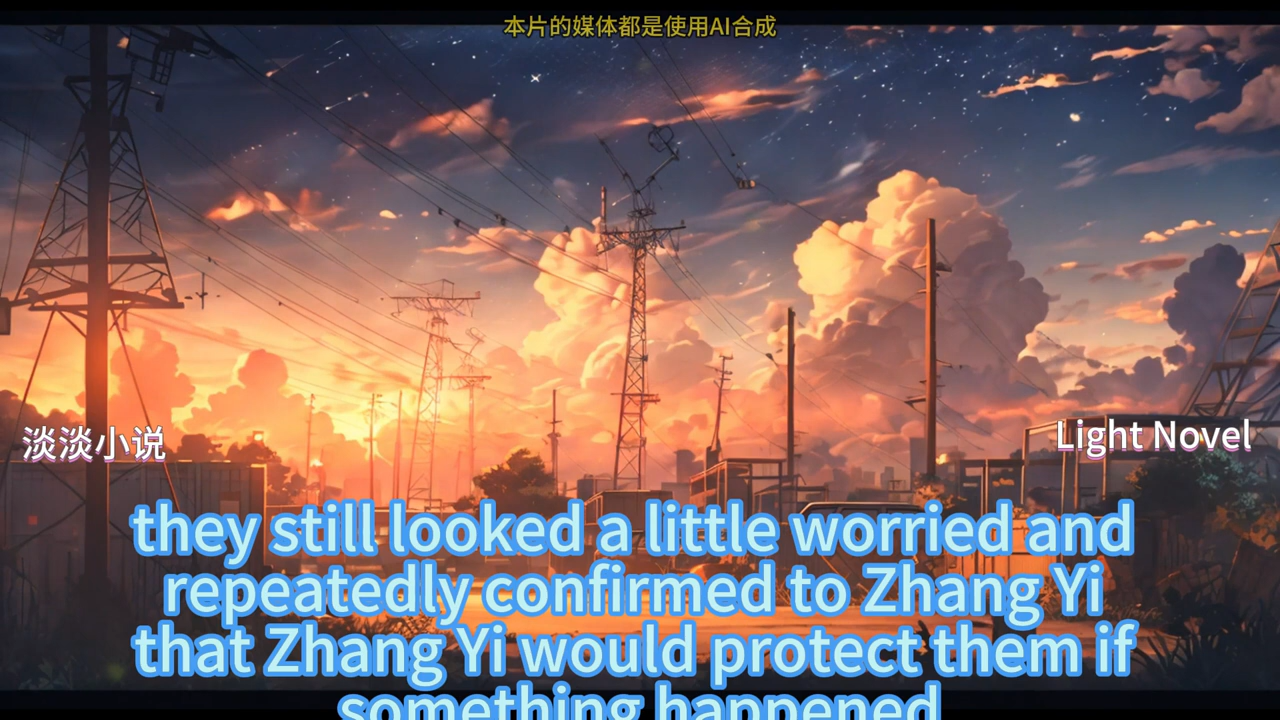 本片的媒体都是使用AI合成
淡淡小说
Light Novel
they still looked a little worried and
repeatedly confirmed to Zhang Yi
that Zhang Yi would protect them if
something happened